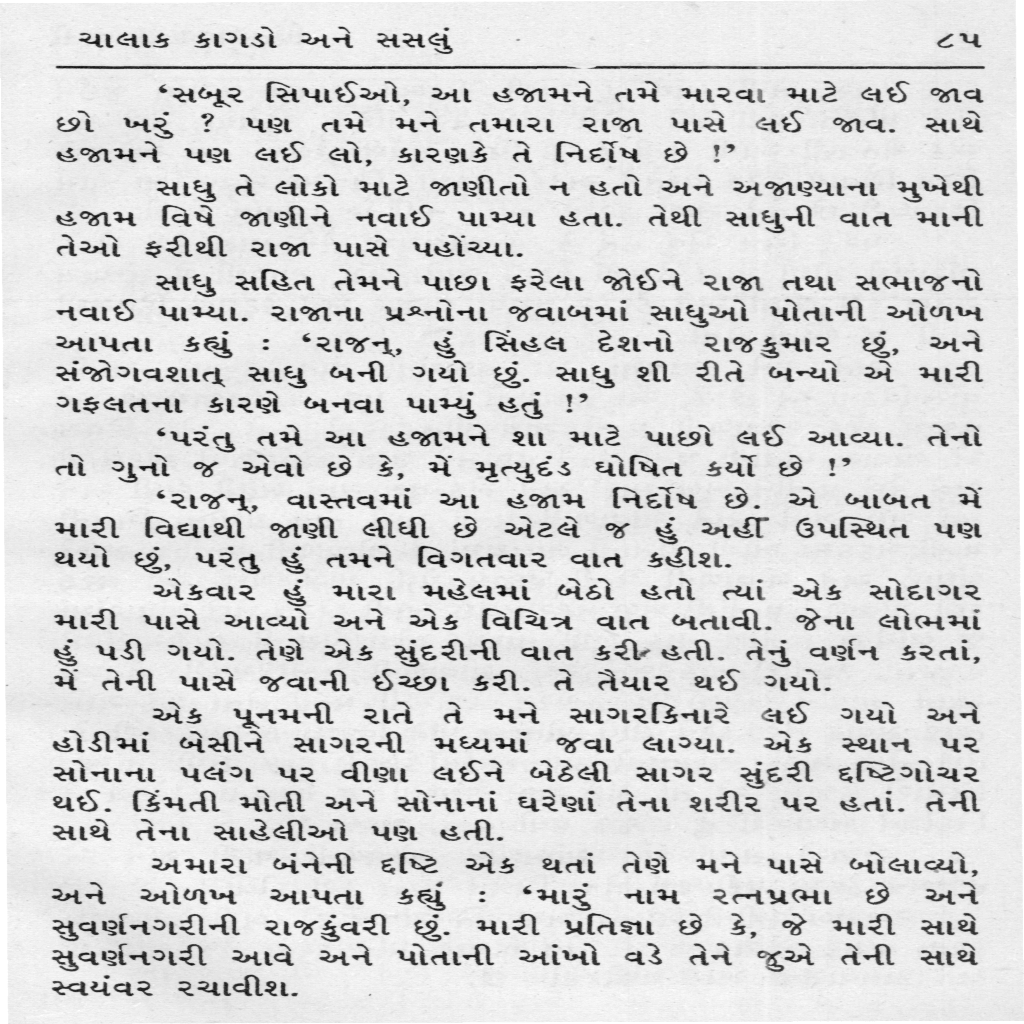 ચાલાક કાગડો અને સસલું ૮૫
‘સબૂર સિપાઈઓ, આ હજામને તમે મારવા માટે લઈ જાવ
છો ખરું ? પણ તમે મને તમારા રાજા પાસે લઈ જાવ. સાથે
હજામને પણ લઈ લો, કારણકે તે નિર્દોષ છે !’
સાધુ તે લોકો માટે જાણીતો ન હતો અને અજાણ્યાના મુખેથી
હજામ વિષે જાણીને નવાઈ પામ્યા હતા. તેથી સાધુની વાત માની
તેઓ ફરીથી રાજા પાસે પહોંચ્યા.
સાધુ સહિત તેમને પાછા ફરેલા જોઈને રાજા તથા સભાજનો
નવાઈ પામ્યા. રાજાના પ્રશ્નોના જવાબમાં સાધુઓ પોતાની ઓળખ
આપતા કહ્યું : ‘રાજન્, હું સિંહલ દેશનો રાજકુમાર છું, અને
સંજોગવશાત્ સાધુ બની ગયો છું. સાધુ શી રીતે બન્યો એ મારી
ગફલતના કારણે બનવા પામ્યું હતું !’
‘પરંતુ તમે આ હજામને શા માટે પાછો લઈ આવ્યા. તેનો
તો ગુનો જ એવો છે કે, મેં મૃત્યુદંડ ઘોષિત કર્યો છે !’
‘રાજન્, વાસ્તવમાં આ હજામ નિર્દોષ છે. એ બાબત મેં
મારી વિદ્યાથી જાણી લીધી છે એટલે જ હું અહીં ઉપસ્થિત પણ
થયો છું, પરંતુ હું તમને વિગતવાર વાત કહીશ.
એકવાર હું મારા મહેલમાં બેઠો હતો ત્યાં એક સોદાગર
મારી પાસે આવ્યો અને એક વિચિત્ર વાત બતાવી. જેના લોભમાં
હું પડી ગયો. તેણે એક સુંદરીની વાત કરી હતી. તેનું વર્ણન કરતાં,
મેં તેની પાસે જવાની ઈચ્છા કરી. તે તૈયાર થઈ ગયો.
એક પૂનમની રાતે તે મને સાગરકિનારે લઈ ગયો અને
હોડીમાં બેસીને સાગરની મધ્યમાં જવા લાગ્યા. એક સ્થાન પર
સોનાના પલંગ પર વીણા લઈને બેઠેલી સાગર સુંદરી દષ્ટિગોચર
થઈ. કિંમતી મોતી અને સોનાનાં ઘરેણાં તેના શરીર પર હતાં. તેની
સાથે તેના સાહેલીઓ પણ હતી.
અમારા બંનેની દષ્ટિ એક થતાં તેણે મને પાસે બોલાવ્યો,
અને ઓળખ આપતા કહ્યું : ‘મારું નામ રત્નપ્રભા છે અને
સુવર્ણનગરીની રાજકુંવરી છું. મારી પ્રતિજ્ઞા છે કે, જે મારી સાથે
સુવર્ણનગરી આવે અને પોતાની આંખો વડે તેને જુએ તેની સાથે
સ્વયંવર રચાવીશ.